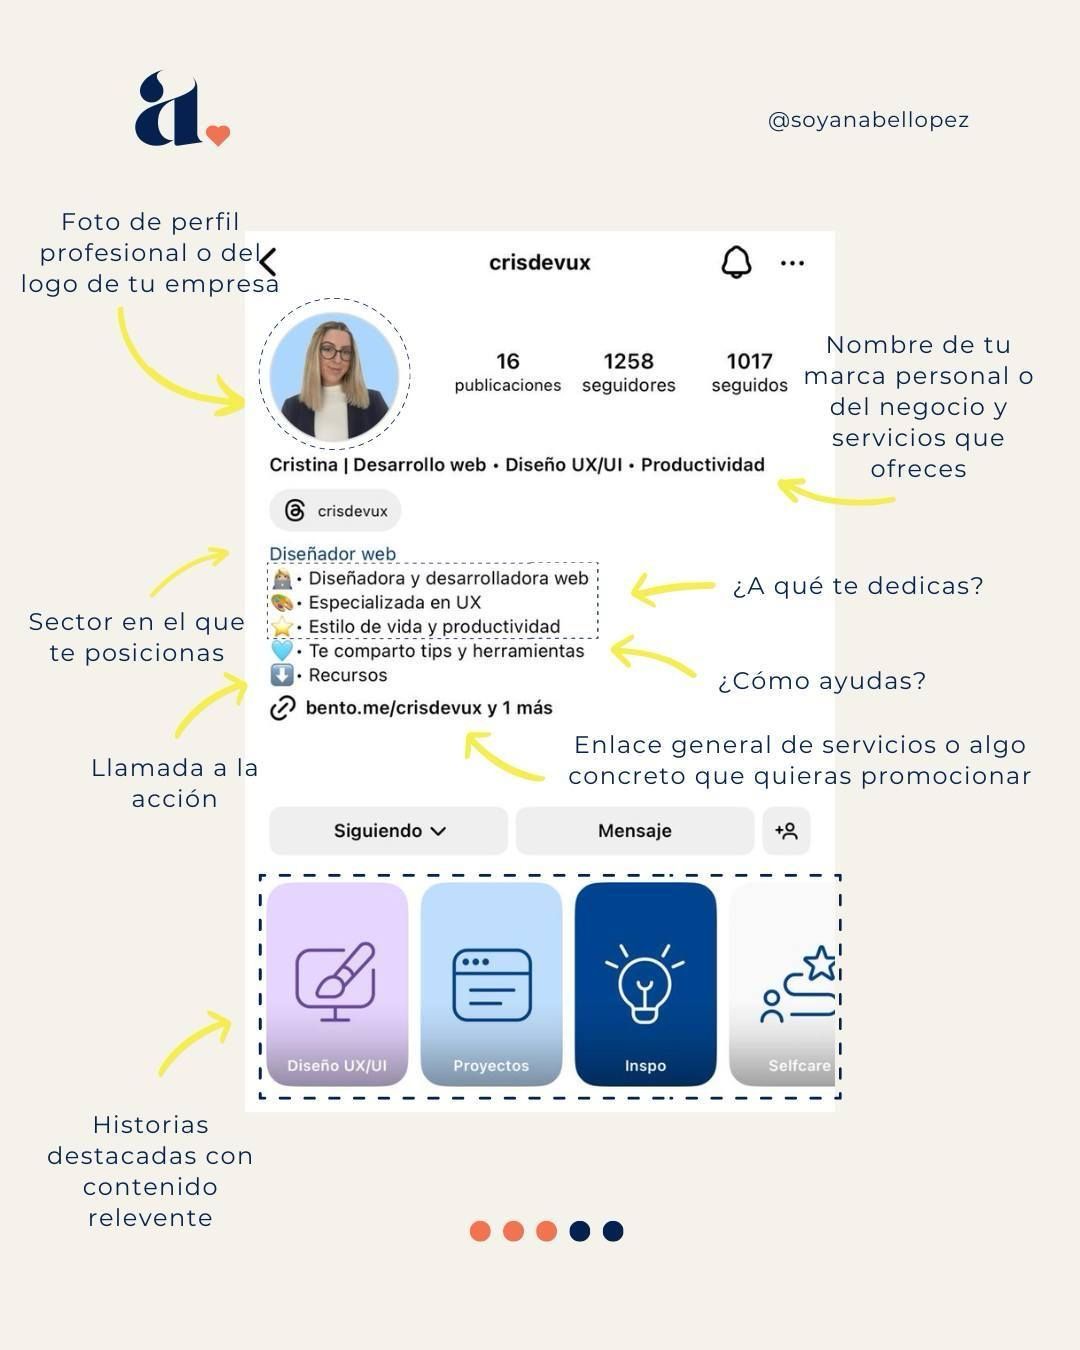 a
@soyanabellopez
Foto de perfil
profesional o del
logo de tu empresa
crisdevux
16
publicaciones
1258
seguidores
1017
seguidos
Nombre de tu
marca personal o
del negocio y
servicios que
ofreces
Cristina | Desarrollo web • Diseño UX/UI • Productividad
crisdevux
Diseñador web
• Diseñadora y desarrolladora web
• Especializada en UX
• Estilo de vida y productividad
• Te comparto tips y herramientas
• Recursos
bento.me/crisdevux y 1 más
Sector en el que
te posicionas
¿A qué te dedicas?
¿Cómo ayudas?
Llamada a la
acción
Enlace general de servicios o algo
concreto que quieras promocionar
Siguiendo
Mensaje
Diseño UX/UI
Proyectos
Inspo
Selfcare
Historias
destacadas con
contenido
relevente